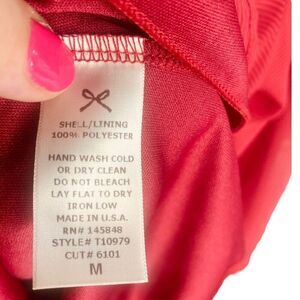 SHELL/LINING
100% POLYESTER
HAND WASH COLD
OR DRY CLEAN
DO NOT BLEACH
LAY FLAT TO DRY
IRON LOW
MADE IN U.S.A.
RN# 145848
STYLE# T10979
CUT# 6101
M